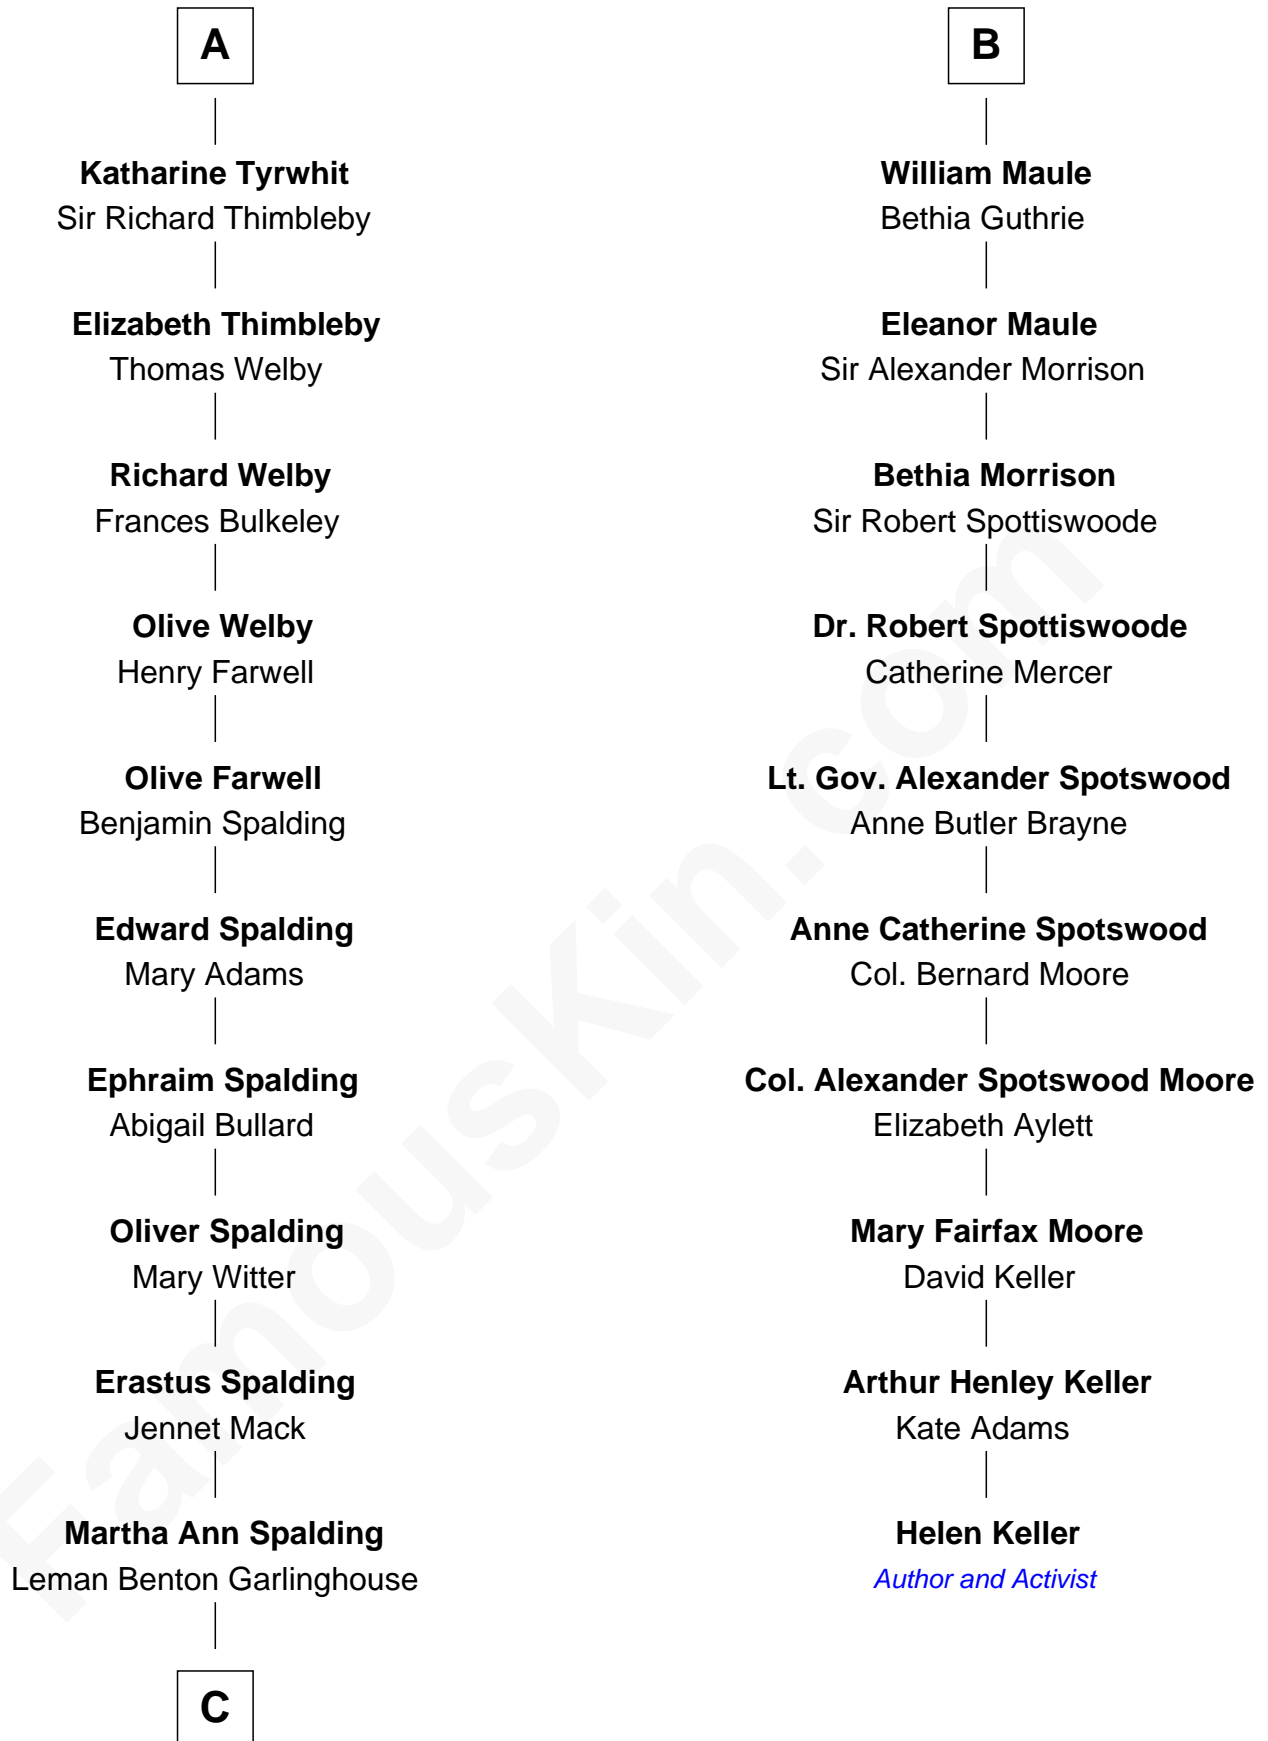 A
Katharine Tyrwhit
Sir Richard Thimbleby
Elizabeth Thimbleby
Thomas Welby
Richard Welby
Frances Bulkeley
Olive Welby
Henry Farwell
Olive Farwell
Benjamin Spalding
Edward Spalding
Mary Adams
Ephraim Spalding
Abigail Bullard
Oliver Spalding
Mary Witter
Erastus Spalding
Jennet Mack
Martha Ann Spalding
Leman Benton Garlinghouse
C
B
William Maule
Bethia Guthrie
Eleanor Maule
Sir Alexander Morrison
Bethia Morrison
Sir Robert Spottiswoode
Dr. Robert Spottiswoode
Catherine Mercer
Lt. Gov. Alexander Spotswood
Anne Butler Brayne
Anne Catherine Spotswood
Col. Bernard Moore
Col. Alexander Spotswood Moore
Elizabeth Aylett
Mary Fairfax Moore
David Keller
Arthur Henley Keller
Kate Adams
Helen Keller
Author and Activist
FamousKin.com